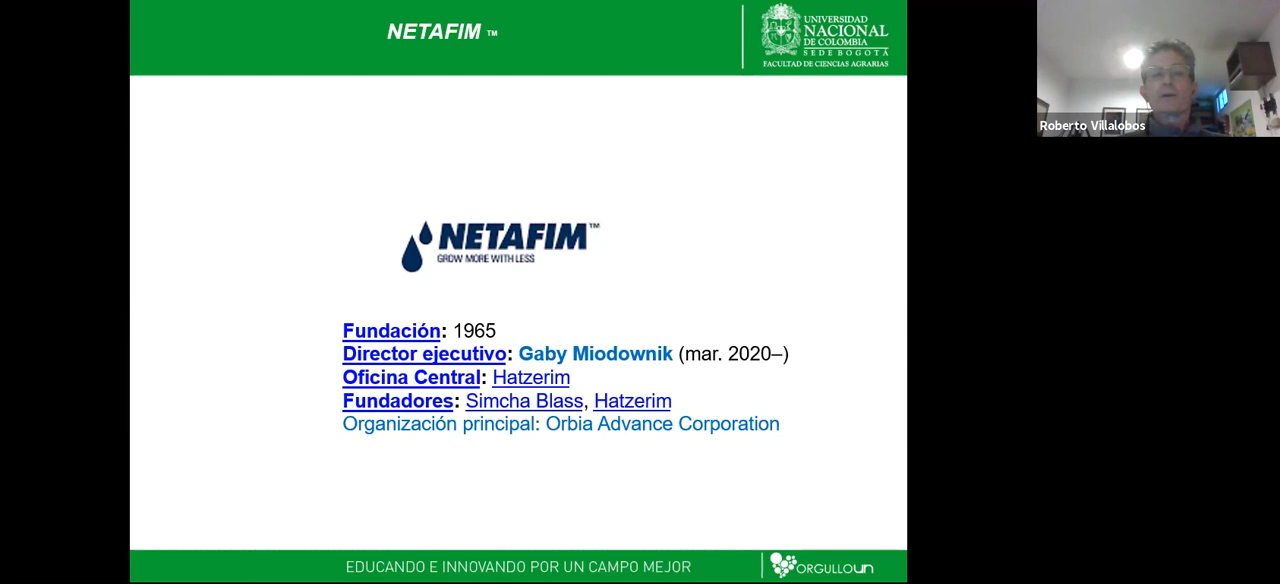 NETAFIM ™
UNIVERSIDAD
NACIONAL
DE COLOMBIA
SEDE BOGOTÁ
FACULTAD DE CIENCIAS AGRARIAS
Roberto Villalobos
NETAFIM™
GROW MORE WITH LESS
Fundación: 1965
Director ejecutivo: Gaby Miodownik (mar. 2020–)
Oficina Central: Hatzerim
Fundadores: Simcha Blass, Hatzerim
Organización principal: Orbia Advance Corporation
EDUCANDO E INNOVANDO POR UN CAMPO MEJOR
ORGULLOUN